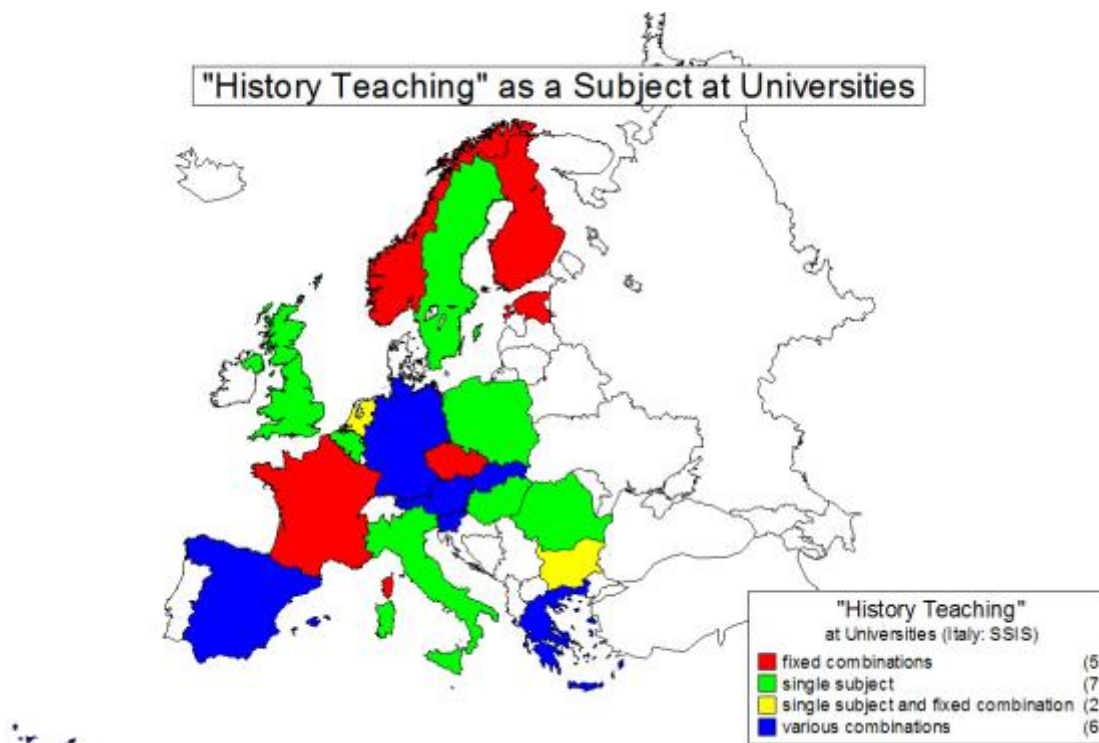 "History Teaching" as a Subject at Universities
"History Teaching"
at Universities (Italy: SSIS)
fixed combinations (5
single subject (7
single subject and fixed combination (2
various combinations (6